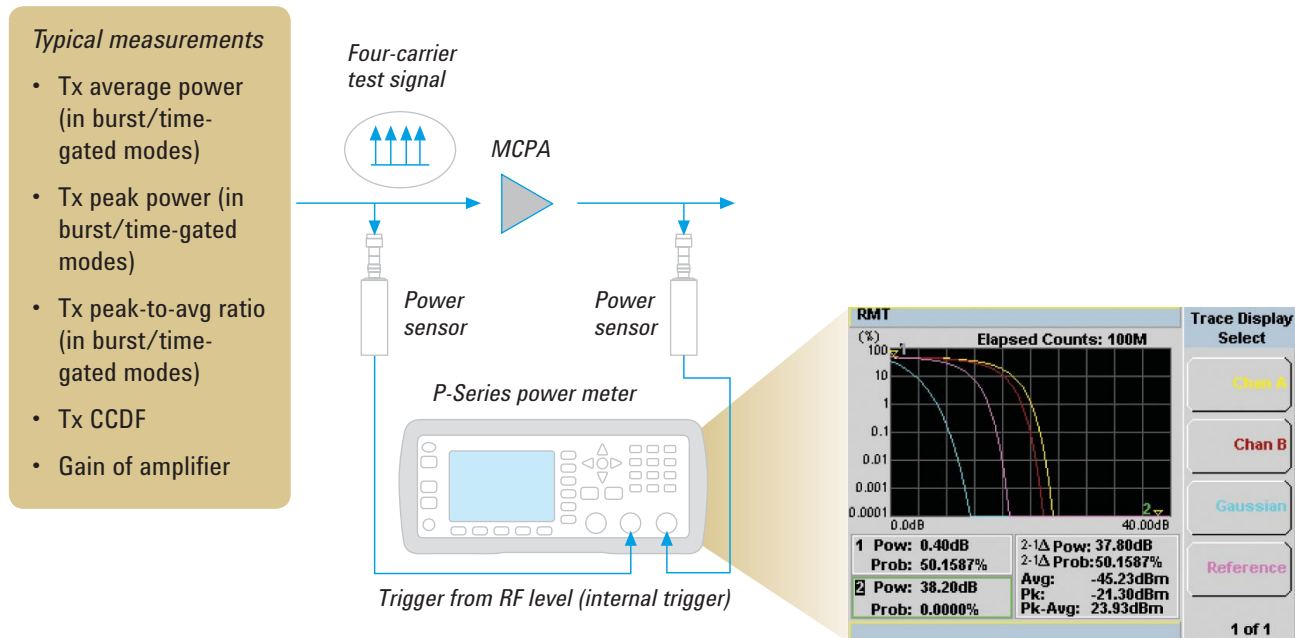 Typical measurements
• Tx average power
(in burst/time-
gated modes)
• Tx peak power (in
burst/time-gated
modes)
• Tx peak-to-avg ratio
(in burst/time-
gated modes)
• Tx CCDF
• Gain of amplifier
Four-carrier
test signal
MCPA
Power
sensor
Power
sensor
P-Series power meter
Trigger from RF level (internal trigger)
RMT
(%)
Elapsed Counts: 100M
100
10
1
0.1
0.01
0.001
0.0001
1
2
0.0dB
40.00dB
1 Pow: 0.40dB
Prob: 50.1587%
2 Pow: 38.20dB
Prob: 0.0000%
2-1Δ Pow: 37.80dB
2-1Δ Prob:50.1587%
Avg: -45.23dBm
Pk: -21.30dBm
Pk-Avg: 23.93dBm
Trace Display
Select
Chan A
Chan B
Gaussian
Reference
1 of 1